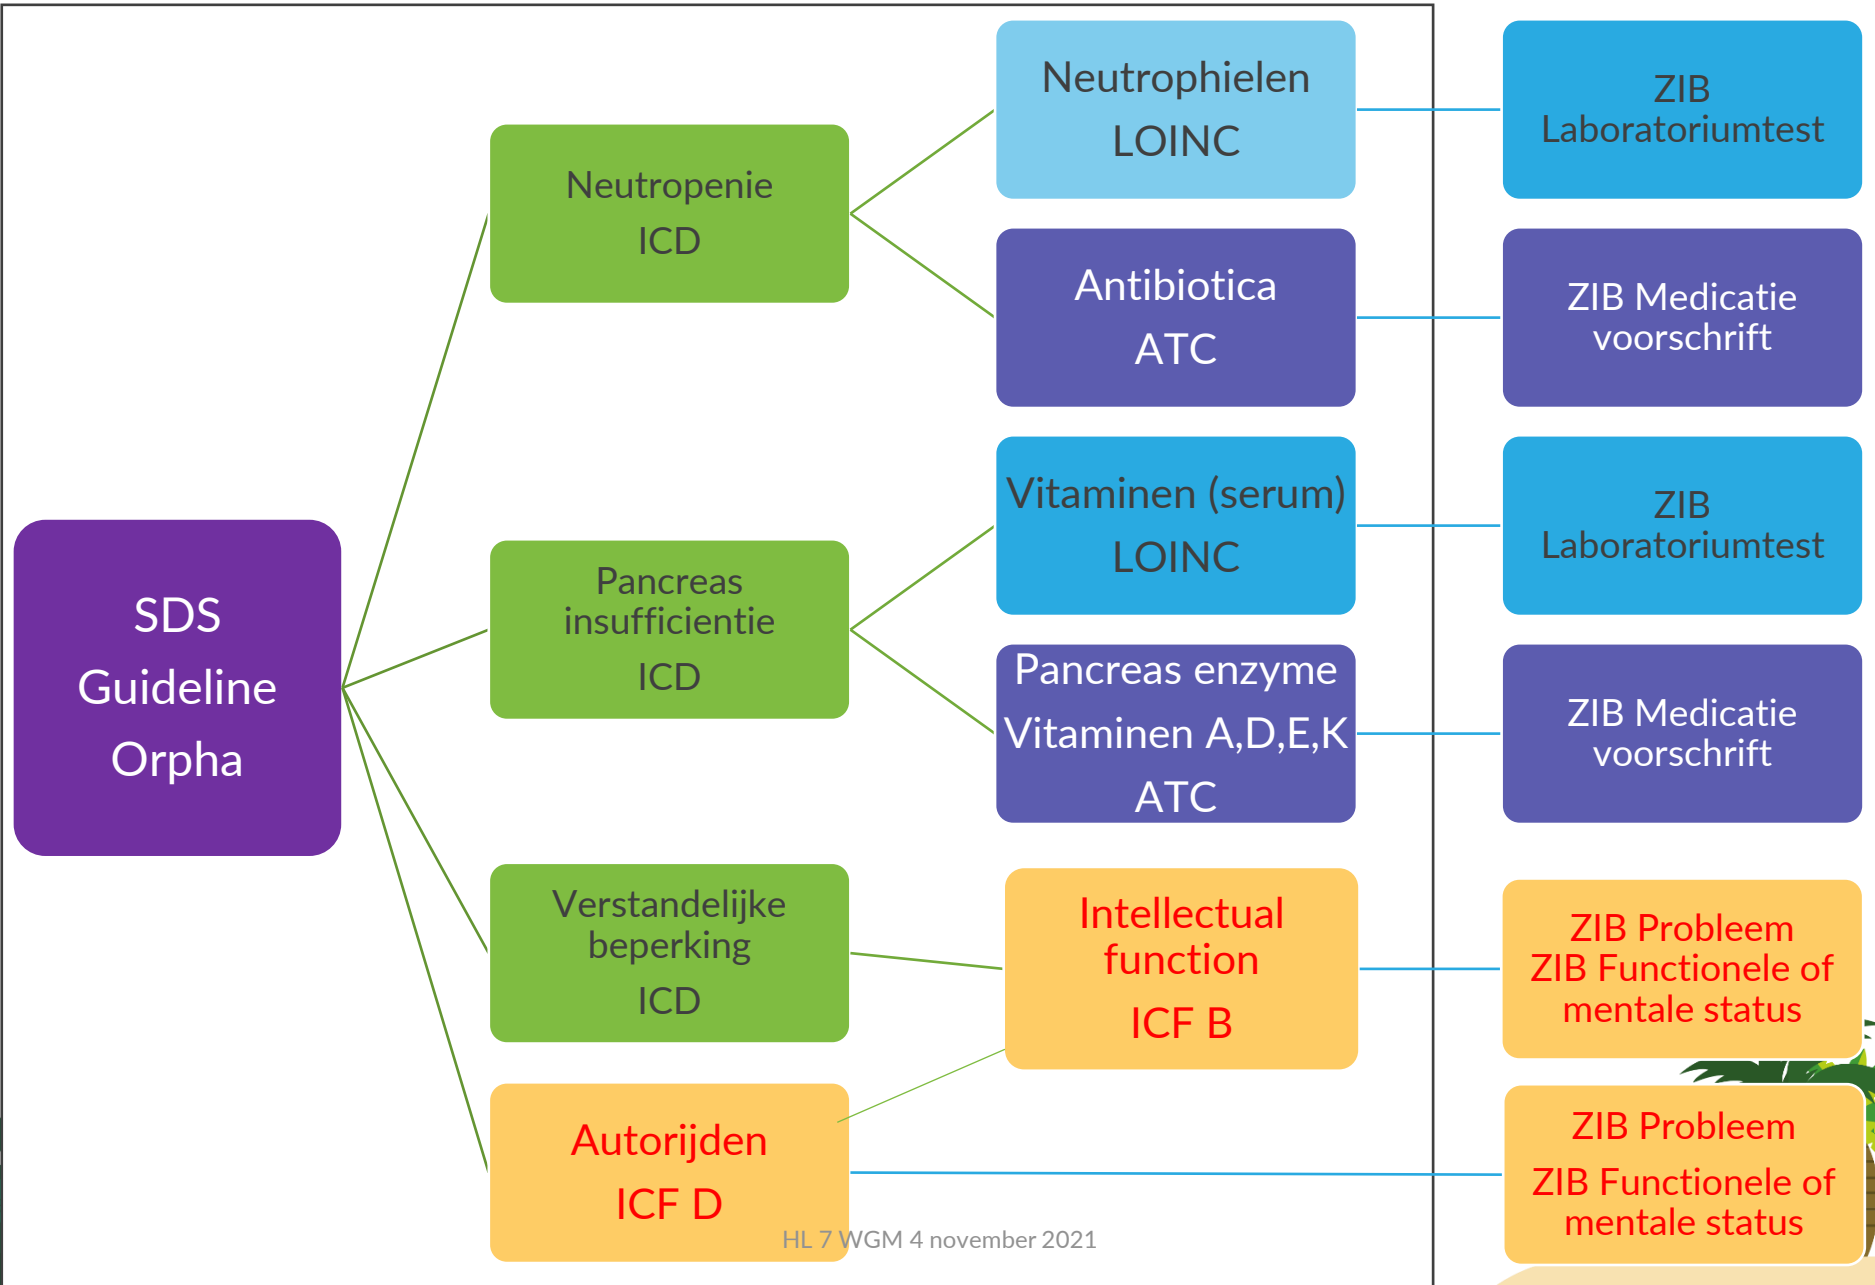 SDS
Guideline
Orpha
Neutropenie
ICD
Pancreas
insufficientie
ICD
Verstandelijke
beperking
ICD
Autorijden
ICF D
Neutrophielen
LOINC
Antibiotica
ATC
Vitaminen (serum)
LOINC
Pancreas enzyme
Vitaminen A,D,E,K
ATC
Intellectual
function
ICF B
ZIB
Laboratoriumtest
ZIB Medicatie
voorschrift
ZIB
Laboratoriumtest
ZIB Medicatie
voorschrift
ZIB Probleem
ZIB Functionele of
mentale status
ZIB Probleem
ZIB Functionele of
mentale status
HL 7 WGM 4 november 2021